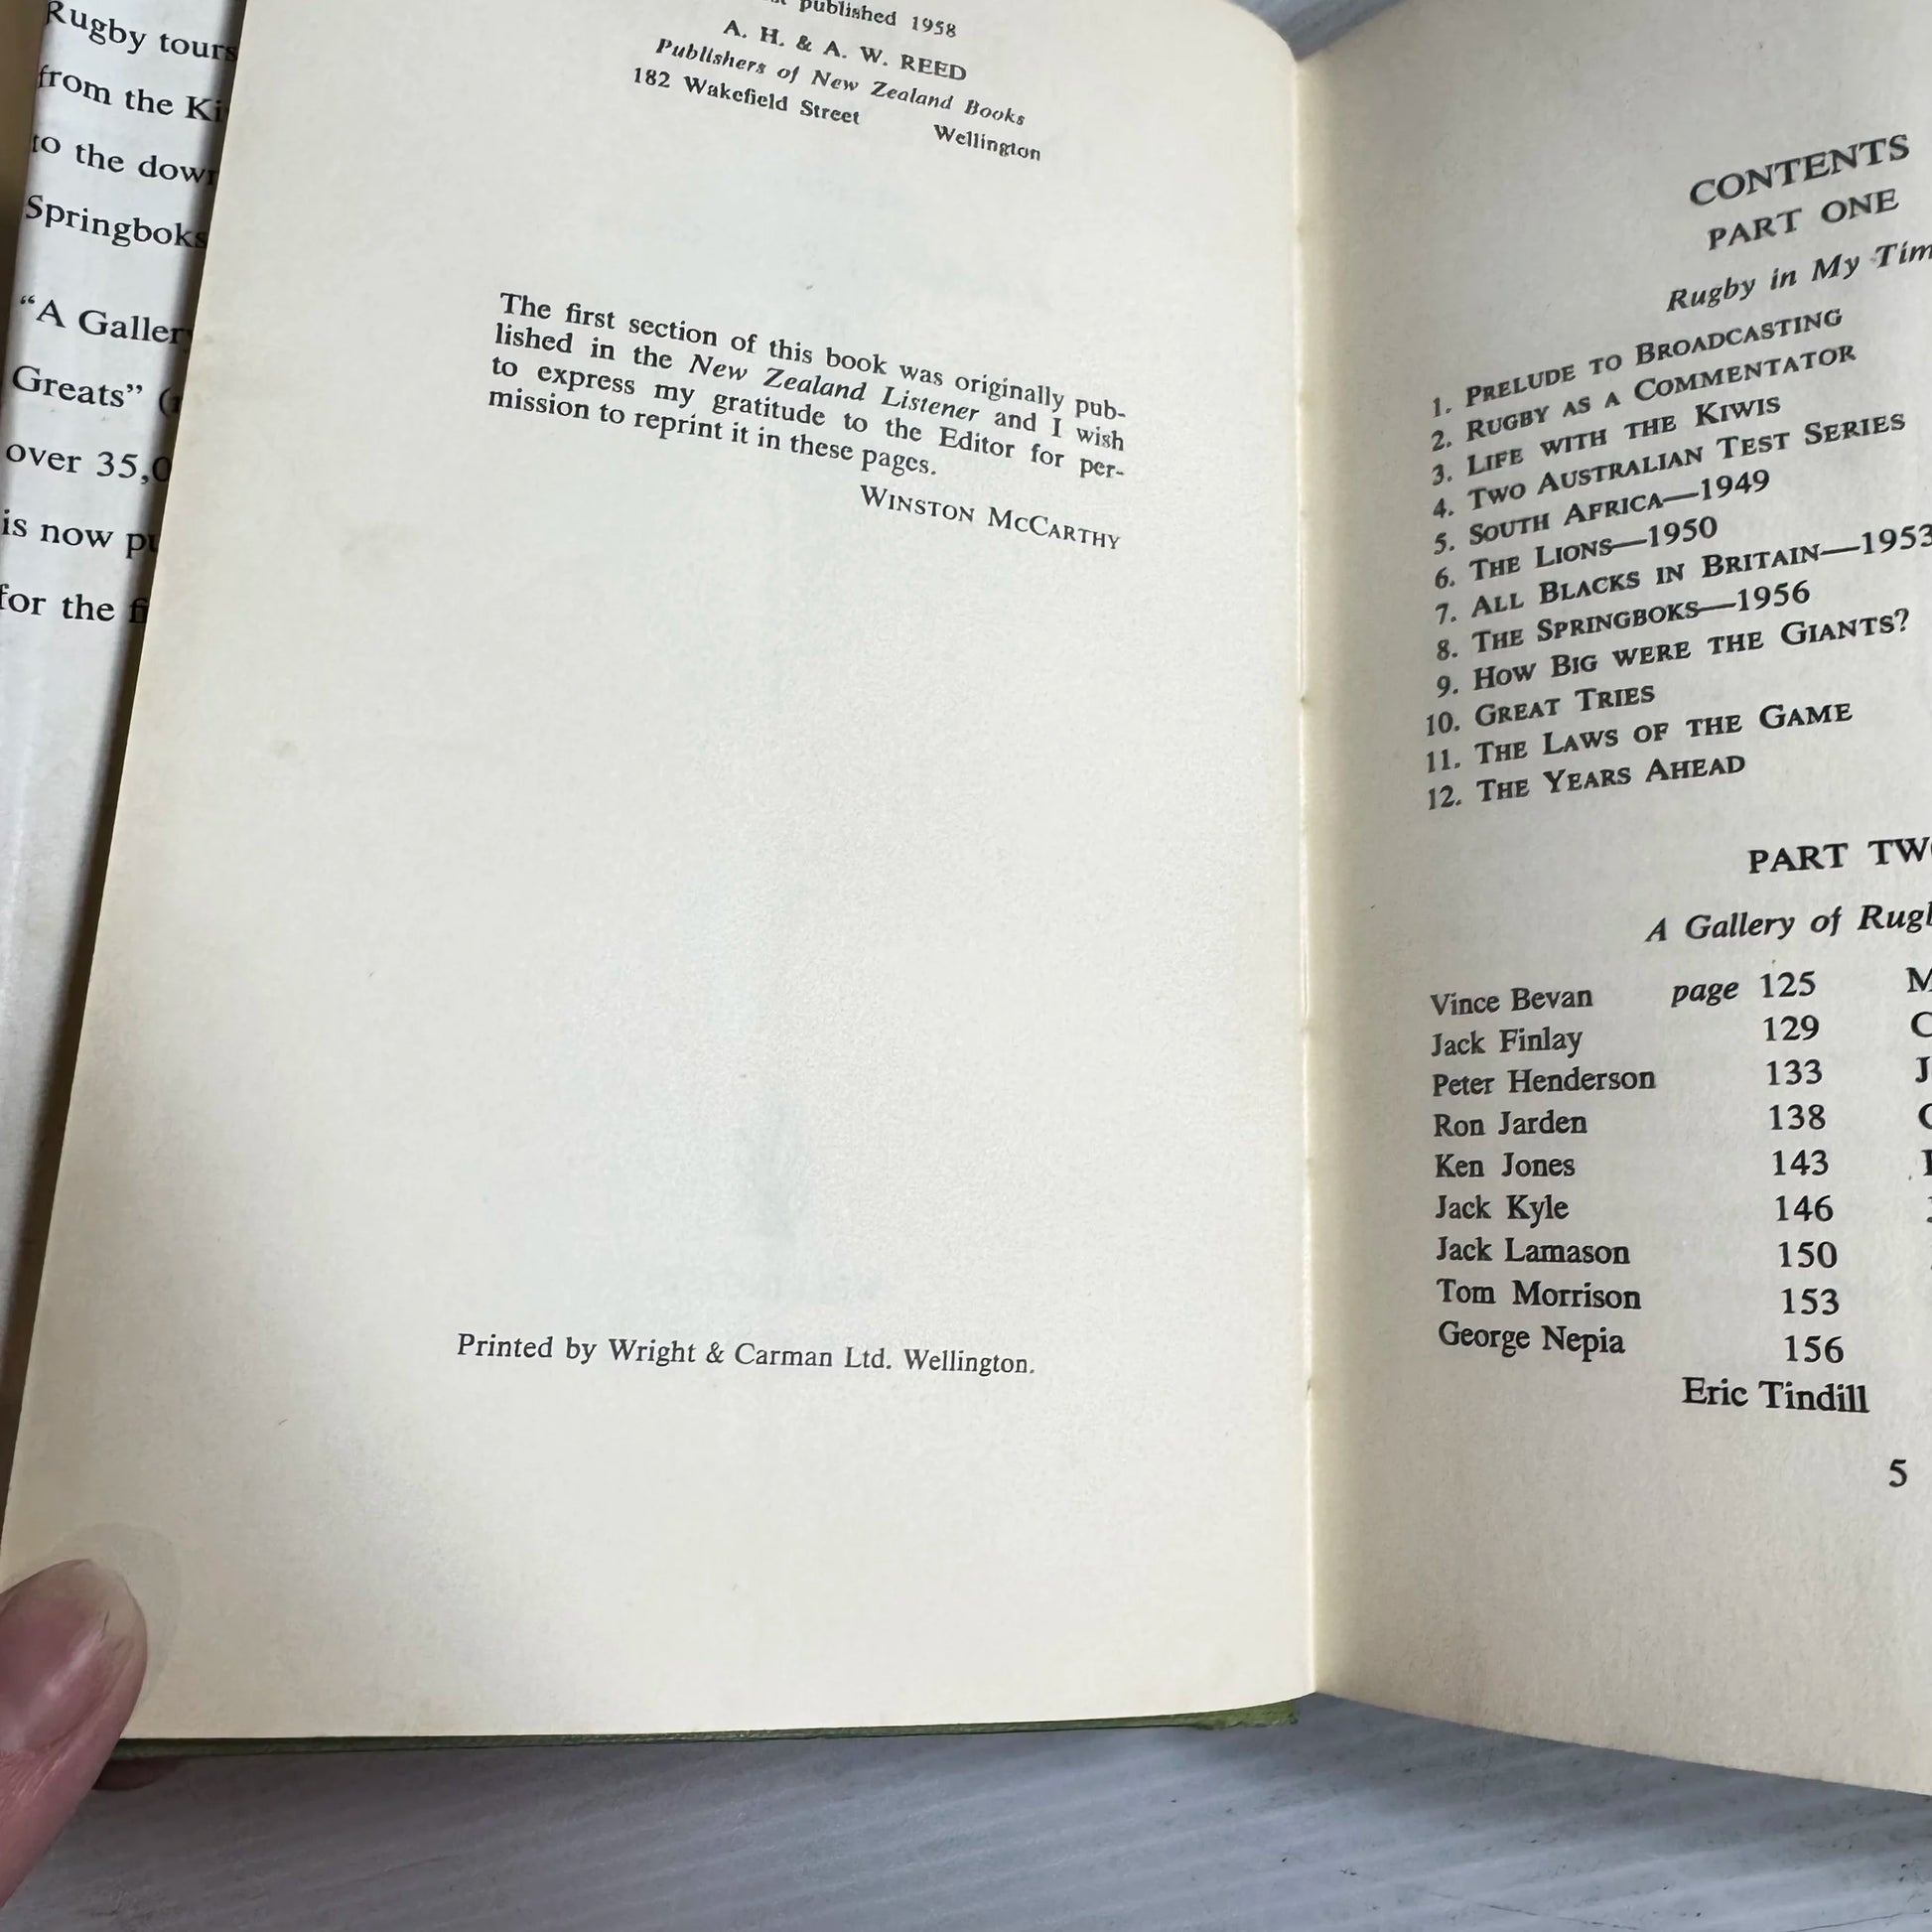 Rugby tours
from the
to the
Springboks
"A
Greats"
over
is now
for the
published 1958
A. H. & A. W. REED
Publishers of New Zealand Books
182 Wakefield Street Wellington
The first section of this book was originally pub-
lished in the New Zealand Listener and I wish
to express my gratitude to the Editor for per-
mission to reprint it in these pages.
WINSTON MCCARTHY
Printed by Wright & Carman Ltd. Wellington.
CONTENTS
PART ONE
Rugby in My
1. PRELUDE TO BROADCASTING
2. RUGBY AS A COMMENTATOR
3. LIFE WITH THE KIWIS
4. TWO AUSTRALIAN TEST SERIES
5. SOUTH AFRICA—1949
6. THE LIONS—1950
7. ALL BLACKS IN BRITAIN—1953
8. THE SPRINGBOKS—1956
9. HOW BIG WERE THE GIANTS?
10. GREAT TRIES
11. THE LAWS OF THE GAME
12. THE YEARS AHEAD
PART
A Gallery of
Vince Bevan page 125
Jack Finlay 129
Peter Henderson 133
Ron Jarden 138
Ken Jones 143
Jack Kyle 146
Jack Lamason 150
Tom Morrison 153
George Nepia 156
Eric Tindill
5